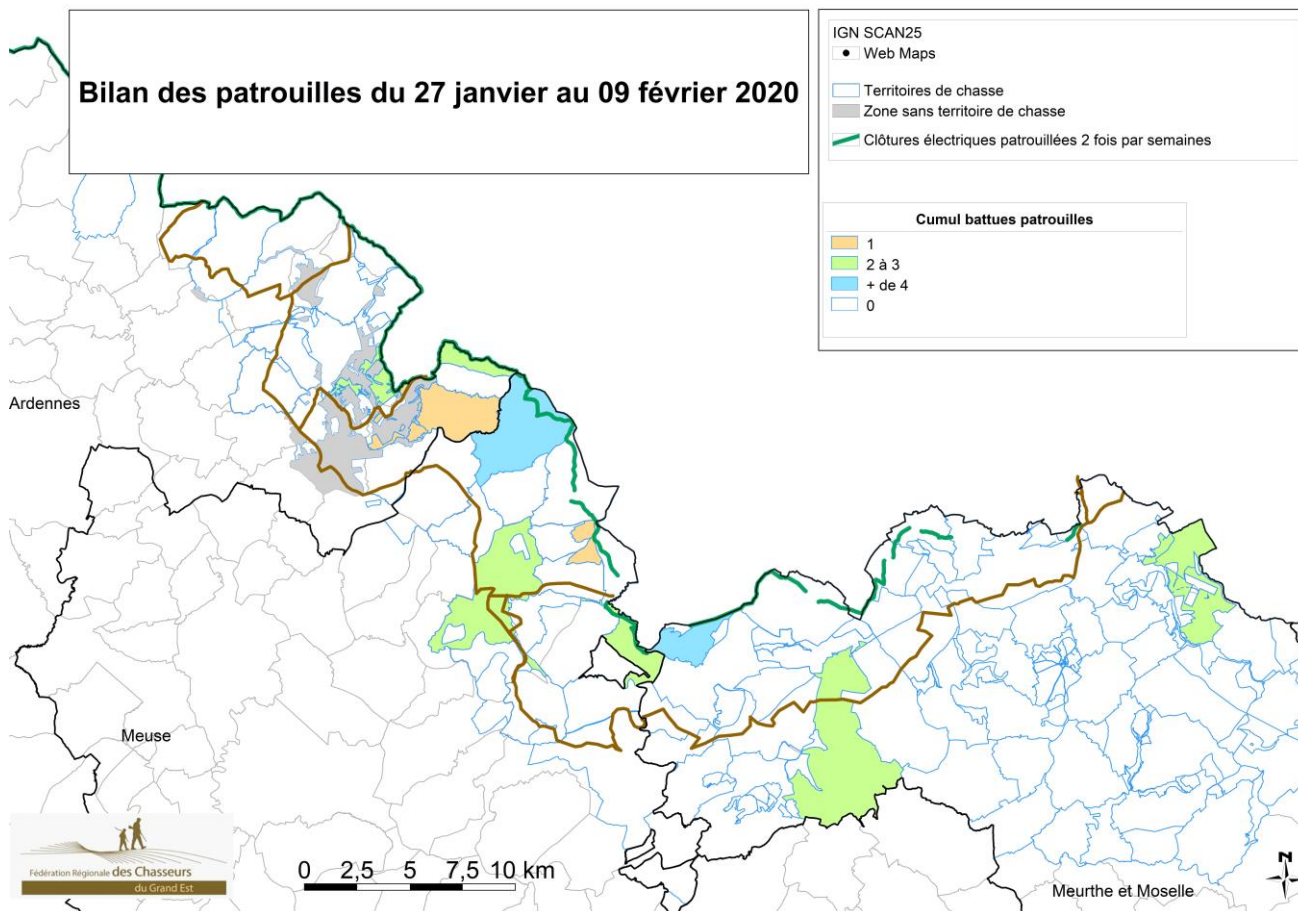 Bilan des patrouilles du 27 janvier au 09 février 2020
IGN SCAN25
Web Maps
Territoires de chasse
Zone sans territoire de chasse
Clôtures électriques patrouillées 2 fois par semaines
Cumul battues patrouilles
1
2 à 3
+ de 4
0
Ardennes
Meuse
Fédération Régionale des Chasseurs
du Grand Est
0 2,5 5 7,5 10 km
Meurthe et Moselle
N